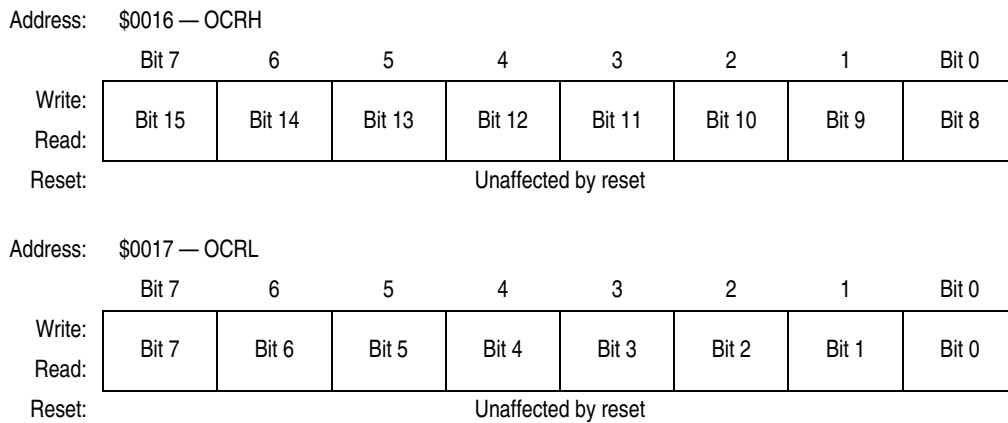 Address: $0016 — OCRH
Bit 7 6 5 4 3 2 1 Bit 0
Write:
Bit 15 Bit 14 Bit 13 Bit 12 Bit 11 Bit 10 Bit 9 Bit 8
Read:
Reset: Unaffected by reset
Address: $0017 — OCRL
Bit 7 6 5 4 3 2 1 Bit 0
Write:
Bit 7 Bit 6 Bit 5 Bit 4 Bit 3 Bit 2 Bit 1 Bit 0
Read:
Reset: Unaffected by reset